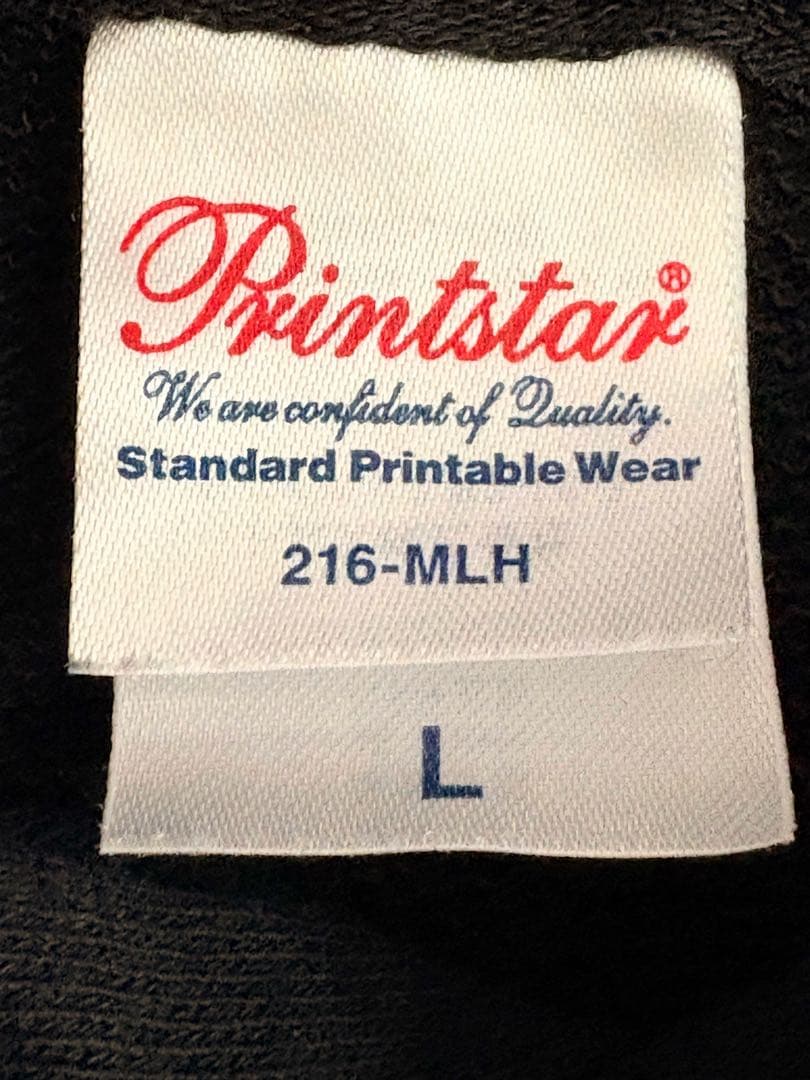 Printstar®
We are confident of Quality.
Standard Printable Wear
216-MLH
L